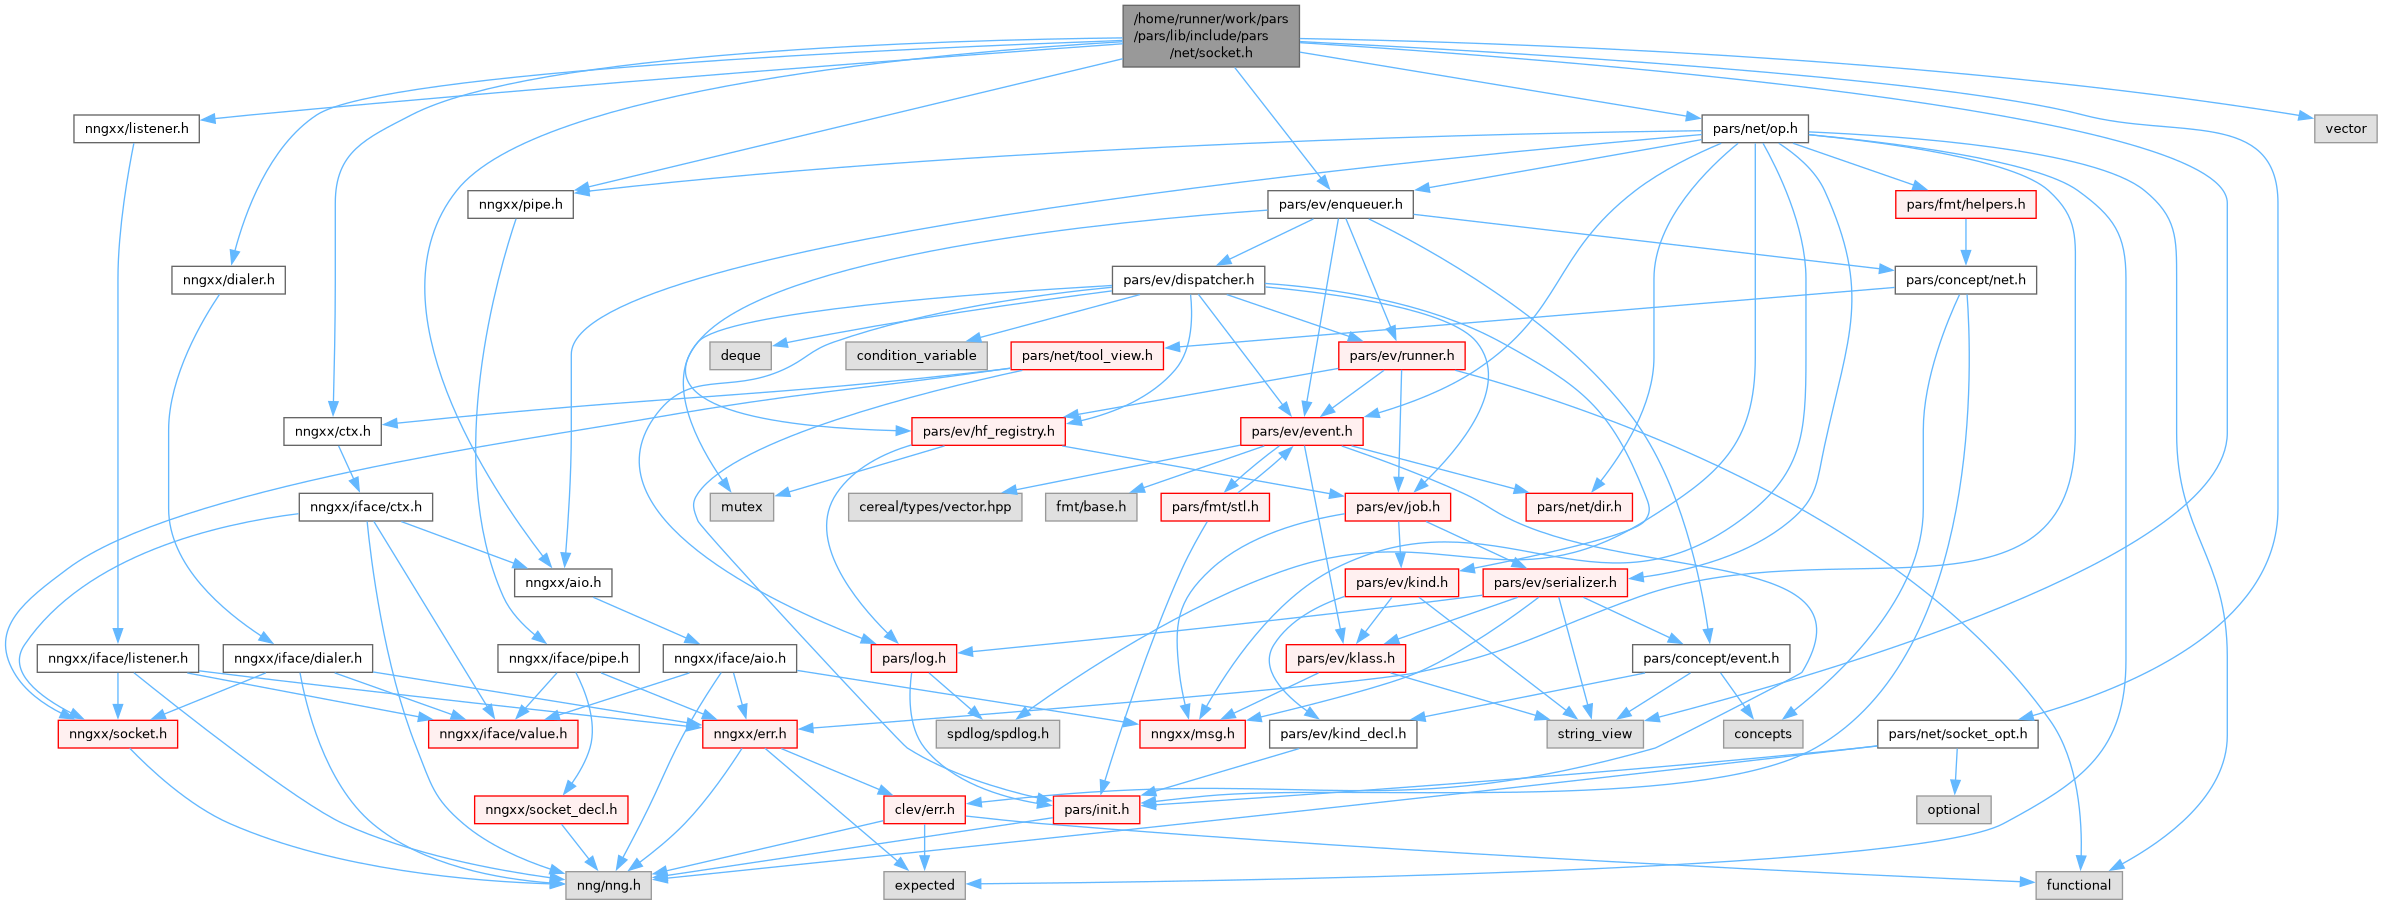 /home/runner/work/pars
/pars/lib/include/pars
/net/socket.h
nngxx/listener.h
pars/net/op.h
vector
nngxx/pipe.h
pars/ev/enqueuer.h
pars/fmt/helpers.h
nngxx/dialer.h
pars/ev/dispatcher.h
pars/concept/net.h
deque
condition_variable
pars/net/tool_view.h
pars/ev/runner.h
nngxx/ctx.h
pars/ev/hf_registry.h
pars/ev/event.h
nngxx/iface/ctx.h
mutex
cereal/types/vector.hpp
fmt/base.h
pars/fmt/stl.h
pars/ev/job.h
pars/net/dir.h
nngxx/aio.h
pars/ev/kind.h
pars/ev/serializer.h
nngxx/iface/listener.h
nngxx/iface/dialer.h
nngxx/iface/pipe.h
nngxx/iface/aio.h
pars/log.h
pars/ev/klass.h
pars/concept/event.h
nngxx/socket.h
nngxx/iface/value.h
nngxx/err.h
spdlog/spdlog.h
nngxx/msg.h
pars/ev/kind_decl.h
string_view
concepts
pars/net/socket_opt.h
nngxx/socket_decl.h
clev/err.h
pars/init.h
optional
nng/nng.h
expected
functional